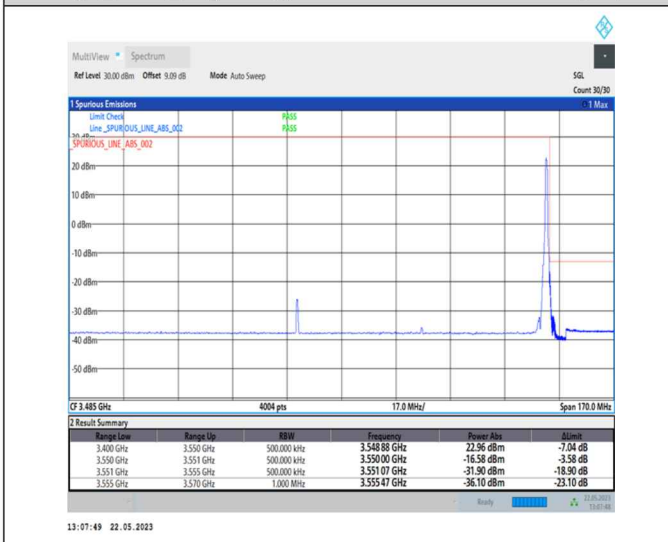 MultiView Spectrum
Ref Level 30.00 dBm Offset 9.09 dB Mode Auto Sweep SGL
Count 30/30
1 Spurious Emissions 1 Max
Limit Check PASS
Line _SPURIOUS_LINE_ABS_002 PASS
_SPURIOUS_LINE_ABS_002
20 dBm
10 dBm
0 dBm
-10 dBm
-20 dBm
-30 dBm
-40 dBm
-50 dBm
CF 3.485 GHz 4004 pts 17.0 MHz/ Span 170.0 MHz
2 Result Summary
Range Low Range Up RBW Frequency Power Abs ΔLimit
3.400 GHz 3.550 GHz 500.000 kHz 3.548 88 GHz 22.96 dBm -7.04 dB
3.550 GHz 3.551 GHz 500.000 kHz 3.550 00 GHz -16.58 dBm -3.58 dB
3.551 GHz 3.555 GHz 500.000 kHz 3.551 07 GHz -31.90 dBm -18.90 dB
3.555 GHz 3.570 GHz 1.000 MHz 3.555 47 GHz -36.10 dBm -23.10 dB
Ready 22.05.2023
13:07:48
13:07:49 22.05.2023